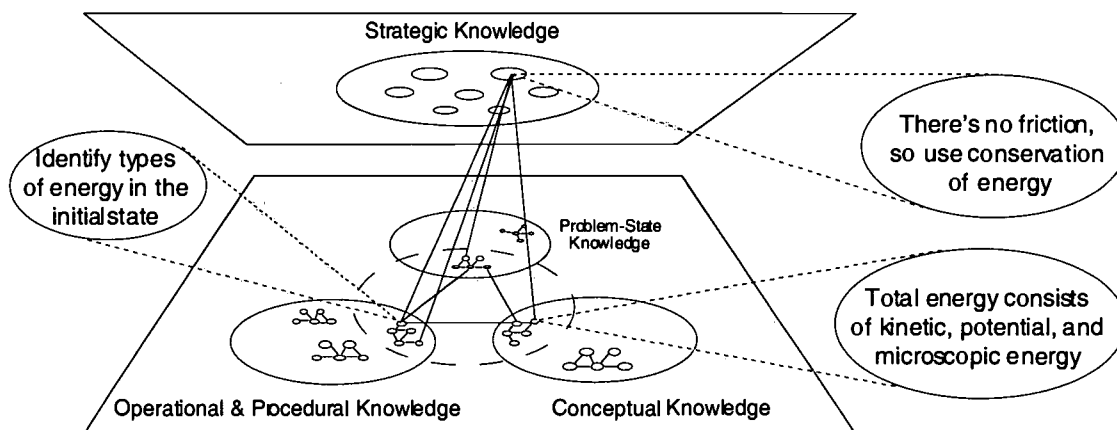 Strategic Knowledge
There's no friction,
so use conservation
of energy
Identify types
of energy in the
initial state
Problem-State
Knowledge
Total energy consists
of kinetic, potential, and
microscopic energy
Operational & Procedural Knowledge
Conceptual Knowledge